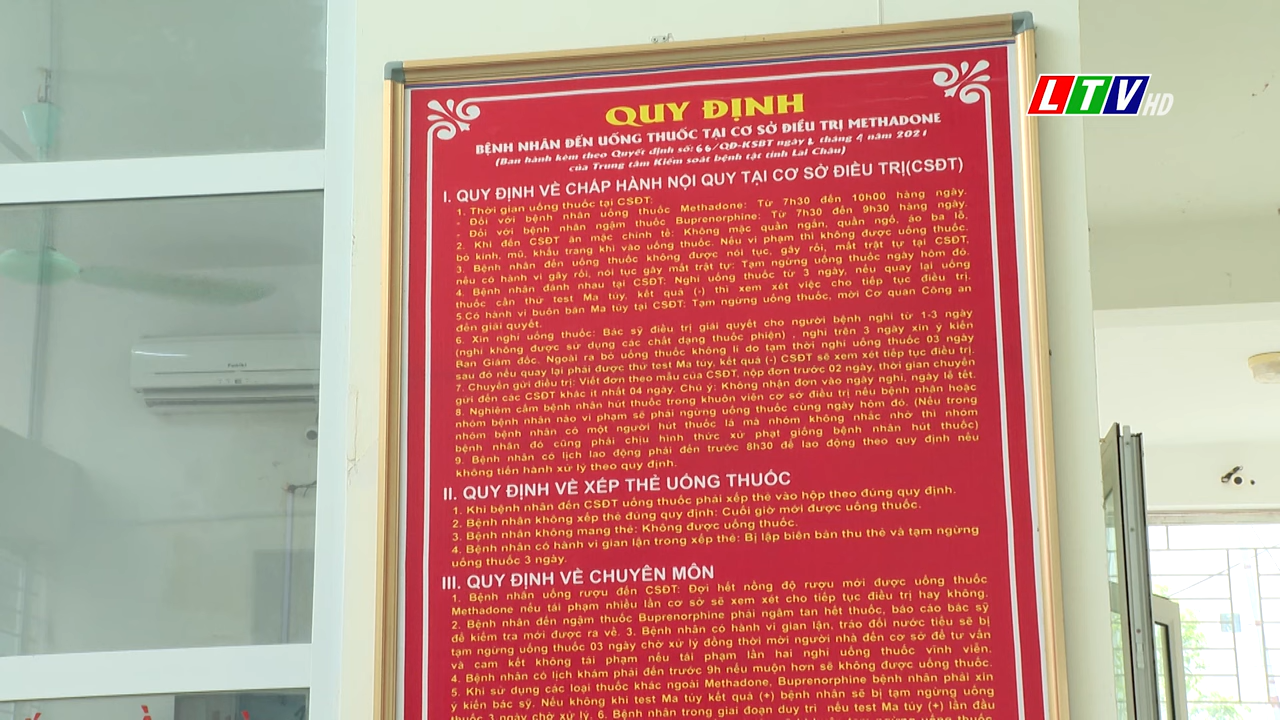 LTV HD
QUY ĐỊNH
BỆNH NHÂN ĐẾN UỐNG THUỐC TẠI CƠ SỞ ĐIỀU TRỊ METHADONE
(Ban hành kèm theo Quyết định số: 66/QĐ-KSBT ngày tháng 4 năm 2021
của Trung tâm Kiểm soát bệnh tật tỉnh Lai Châu)
I. QUY ĐỊNH VỀ CHẤP HÀNH NỘI QUY TẠI CƠ SỞ ĐIỀU TRỊ(CSĐT)
1. Thời gian uống thuốc tại CSĐT:
- Đối với bệnh nhân uống thuốc Methadone: Từ 7h30 đến 10h00 hàng ngày.
- Đối với bệnh nhân ngậm thuốc Buprenorphine: Từ 7h30 đến 9h30 hàng ngày.
2. Khi đến CSĐT ăn mặc chỉnh tề: Không mặc quần ngắn, quần ngố, áo ba lỗ,
bỏ kính, mũ, khẩu trang khi vào uống thuốc. Nếu vi phạm thì không được uống thuốc.
3. Bệnh nhân đến uống thuốc không được nói tục, gây rối, mất trật tự tại CSĐT,
nếu có hành vi gây rối, nói tục gây mất trật tự: Tạm ngừng uống thuốc ngày hôm đó.
4. Bệnh nhân đánh nhau tại CSĐT: Nghỉ uống thuốc từ 3 ngày, nếu quay lại uống
thuốc cần thử test Ma túy, kết quả (-) thì xem xét việc cho tiếp tục điều trị.
5.Có hành vi buôn bán Ma túy tại CSĐT: Tạm ngừng uống thuốc, mời Cơ quan Công an
đến giải quyết.
6. Xin nghỉ uống thuốc: Bác sỹ điều trị giải quyết cho người bệnh nghỉ từ 1-3 ngày
(nghỉ không được sử dụng các chất dạng thuốc phiện) , nghỉ trên 3 ngày xin ý kiến
Ban Giám đốc. Ngoài ra bỏ uống thuốc không lí do tạm thời nghỉ uống thuốc 03 ngày
sau đó nếu quay lại phải được thử test Ma túy, kết quả (-) CSĐT sẽ xem xét tiếp tục điều trị.
7. Chuyển gửi điều trị: Viết đơn theo mẫu của CSĐT, nộp đơn trước 02 ngày, thời gian chuyển
gửi đến các CSĐT khác ít nhất 04 ngày. Chú ý: Không nhận đơn vào ngày nghỉ, ngày lễ tết.
8. Nghiêm cấm bệnh nhân hút thuốc trong khuôn viên cơ sở điều trị nếu bệnh nhân hoặc
nhóm bệnh nhân nào vi phạm sẽ phải ngừng uống thuốc cùng ngày hôm đó. (Nếu trong
nhóm bệnh nhân có một người hút thuốc lá mà nhóm không nhắc nhở thì nhóm
bệnh nhân đó cũng phải chịu hình thức xử phạt giống bệnh nhân hút thuốc)
9. Bệnh nhân có lịch lao động phải đến trước 8h30 để lao động theo quy định nếu
không tiến hành xử lý theo quy định.
II. QUY ĐỊNH VỀ XẾP THẺ UỐNG THUỐC
1. Khi bệnh nhân đến CSĐT uống thuốc phải xếp thẻ vào hộp theo đúng quy định.
2. Bệnh nhân không xếp thẻ đúng quy định: Cuối giờ mới được uống thuốc.
3. Bệnh nhân không mang thẻ: Không được uống thuốc.
4. Bệnh nhân có hành vi gian lận trong xếp thẻ: Bị lập biên bản thu thẻ và tạm ngừng
uống thuốc 3 ngày.
III. QUY ĐỊNH VỀ CHUYÊN MÔN
1. Bệnh nhân uống rượu đến CSĐT: Đợi hết nồng độ rượu mới được uống thuốc
Methadone nếu tái phạm nhiều lần cơ sở sẽ xem xét cho tiếp tục điều trị hay không.
2. Bệnh nhân đến ngậm thuốc Buprenorphine phải ngậm tan hết thuốc, báo cáo bác sỹ
để kiểm tra mới được ra về. 3. Bệnh nhân có hành vi gian lận, tráo đổi nước tiểu sẽ bị
tạm ngừng uống thuốc 03 ngày chờ xử lý đồng thời mời người nhà đến cơ sở để tư vấn
và cam kết không tái phạm nếu tái phạm lần hai nghỉ uống thuốc vĩnh viễn.
4. Bệnh nhân có lịch khám phải đến trước 9h nếu muộn hơn sẽ không được uống thuốc.
5. Khi sử dụng các loại thuốc khác ngoài Methadone, Buprenorphine bệnh nhân phải xin
ý kiến bác sỹ. Nếu không khi test Ma túy kết quả (+) bệnh nhân sẽ bị tạm ngừng uống
thuốc 3 ngày chờ xử lý. 6. Bệnh nhân trong giai đoạn duy trì nếu test Ma túy (+) lần đầu